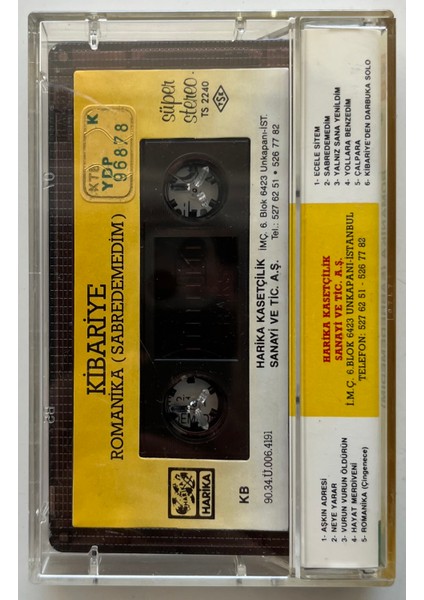 KİBARİYE
ROMANİKA (SABREDEMEDİM)
KTB
YDP
K
96878
süper
stereo.
TS 2240
TSE
HARİKA
KB
90.34.Ü.006.4191
HARİKA KASETÇİLİK
SANAYİ VE TİC. A.Ş.
İMÇ. 6. Blok 6423 Unkapanı-İST.
Tel.: 527 62 51 • 526 77 82
1- AŞKIN ADRESİ
2- NEYE YARAR
3- VURUN VURUN ÖLDÜRÜN
4- HAYAT MERDİVENİ
5- ROMANİKA (Çingenece)
HARİKA KASETÇİLİK
SANAYİ VE TİC. A.Ş.
İ.M.Ç. 6.BLOK 6423 UNKAPANI-İSTANBUL
TELEFON: 527 62 51 - 526 77 82
1- ECELE SİTEM
2- SABREDEMEDİM
3- YALNIZ SANA YENİLDİM
4- YOLLARA BENZEDİM
5- ÇALPARA
6- KİBARİYE'DEN DARBUKA SOLO